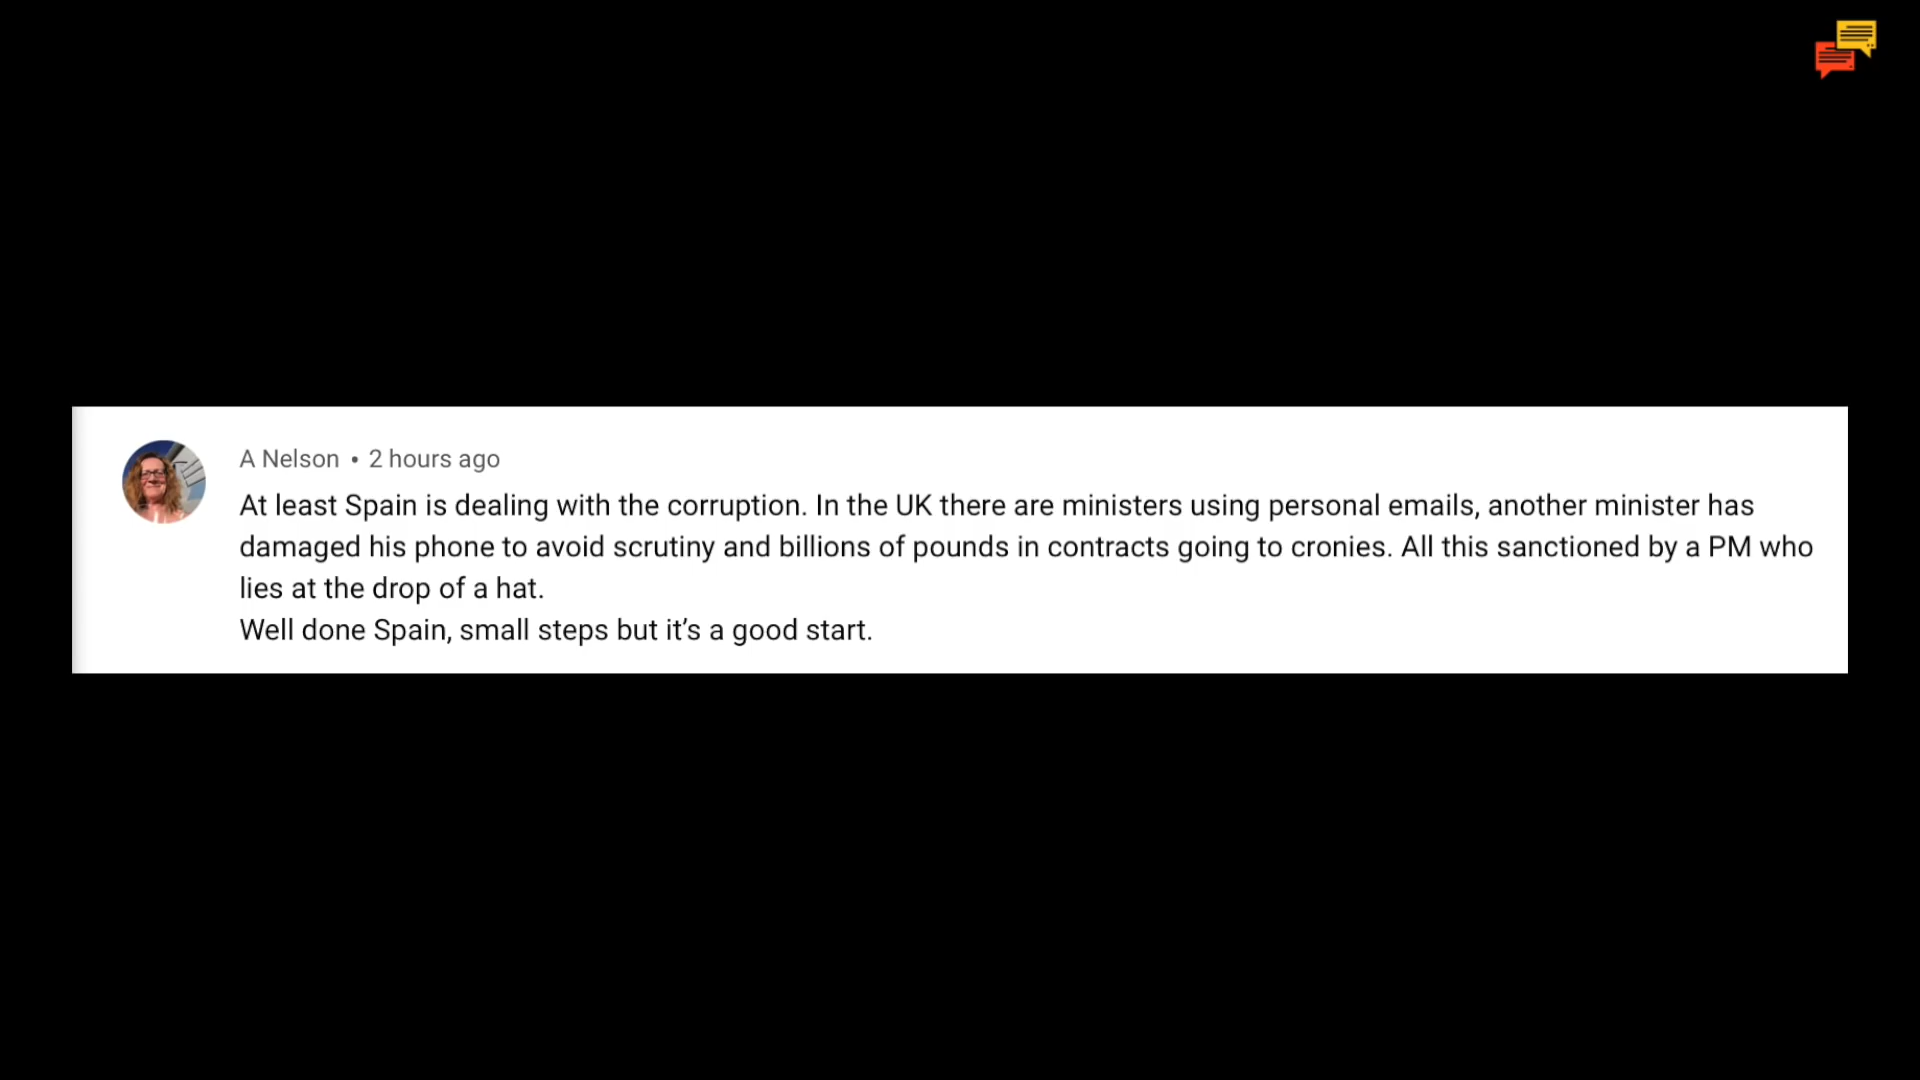 A Nelson • 2 hours ago
At least Spain is dealing with the corruption. In the UK there are ministers using personal emails, another minister has
damaged his phone to avoid scrutiny and billions of pounds in contracts going to cronies. All this sanctioned by a PM who
lies at the drop of a hat.
Well done Spain, small steps but it’s a good start.